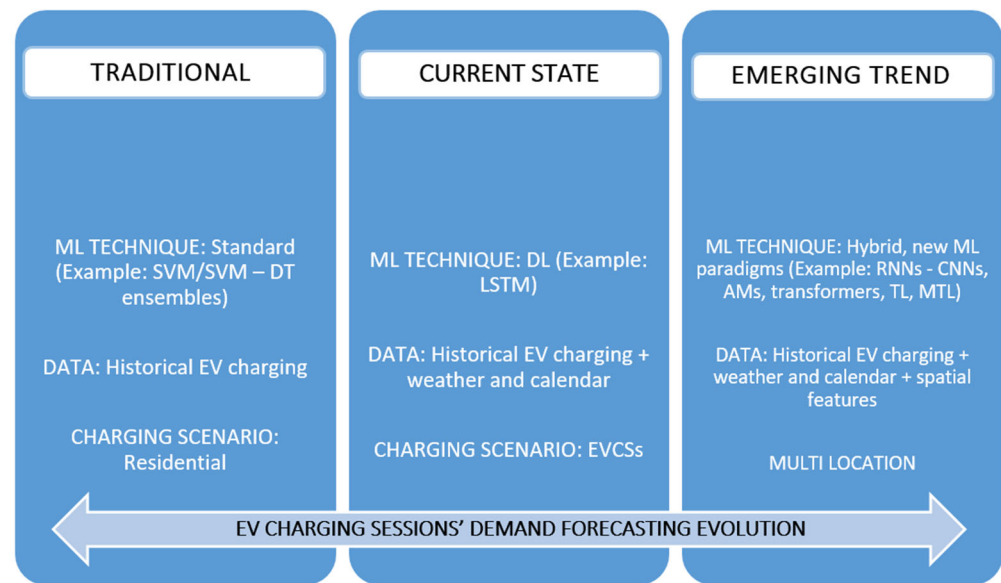 TRADITIONAL
ML TECHNIQUE: Standard
(Example: SVM/SVM – DT
ensembles)
DATA: Historical EV charging
CHARGING SCENARIO:
Residential
CURRENT STATE
ML TECHNIQUE: DL (Example:
LSTM)
DATA: Historical EV charging +
weather and calendar
CHARGING SCENARIO: EVCSs
EMERGING TREND
ML TECHNIQUE: Hybrid, new ML
paradigms (Example: RNNs - CNNs,
AMs, transformers, TL, MTL)
DATA: Historical EV charging +
weather and calendar + spatial
features
MULTI LOCATION
EV CHARGING SESSIONS’ DEMAND FORECASTING EVOLUTION